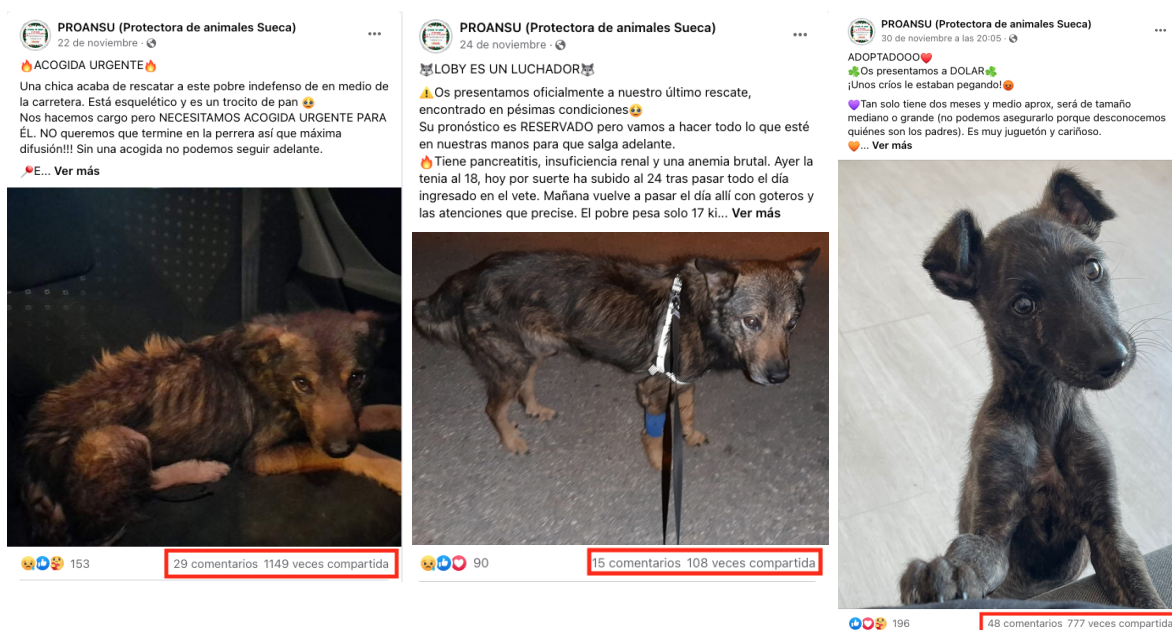 PROANSU (Protectora de animales Sueca)
22 de noviembre ·
🔥ACOGIDA URGENTE🔥
Una chica acaba de rescatar a este pobre indefenso de en medio de
la carretera. Está esquelético y es un trocito de pan 🥹
Nos hacemos cargo pero NECESITAMOS ACOGIDA URGENTE PARA
ÉL. NO queremos que termine en la perrera así que máxima
difusión!!! Sin una acogida no podemos seguir adelante.
📍E... Ver más
153
29 comentarios 1149 veces compartida
PROANSU (Protectora de animales Sueca)
24 de noviembre ·
🐺LOBY ES UN LUCHADOR🐺
⚠️Os presentamos oficialmente a nuestro último rescate,
encontrado en pésimas condiciones🥹
Su pronóstico es RESERVADO pero vamos a hacer todo lo que esté
en nuestras manos para que salga adelante.
🔥Tiene pancreatitis, insuficiencia renal y una anemia brutal. Ayer la
tenia al 18, hoy por suerte ha subido al 24 tras pasar todo el día
ingresado en el vete. Mañana vuelve a pasar el día allí con goteros y
las atenciones que precise. El pobre pesa solo 17 ki... Ver más
90
15 comentarios 108 veces compartida
PROANSU (Protectora de animales Sueca)
30 de noviembre a las 20:05 ·
ADOPTADOOO❤️
🍀Os presentamos a DOLAR🍀
¡Unos críos le estaban pegando!😡
💜Tan solo tiene dos meses y medio aprox, será de tamaño
mediano o grande (no podemos asegurarlo porque desconocemos
quiénes son los padres). Es muy juguetón y cariñoso.
🧡... Ver más
196
48 comentarios 777 veces compartida